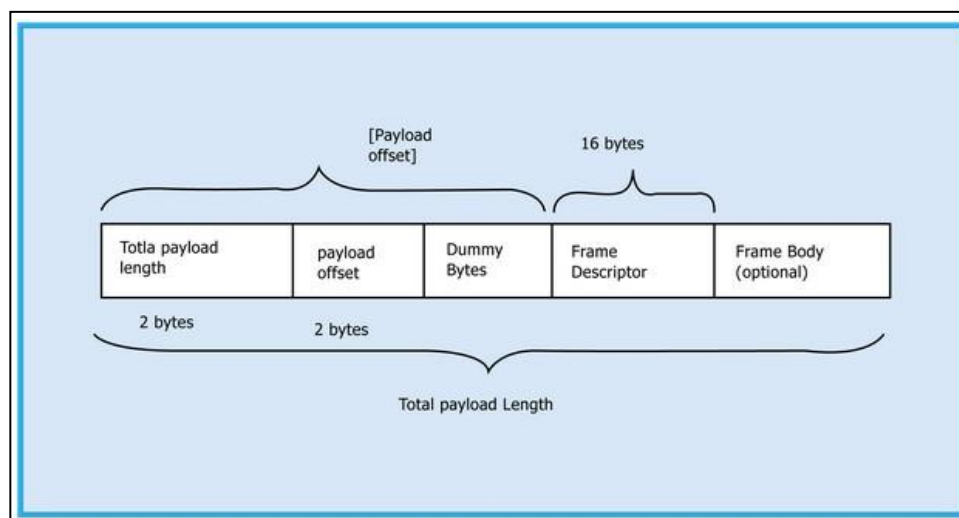 [Payload
offset]
16 bytes
Totla payload
length
payload
offset
Dummy
Bytes
Frame
Descriptor
Frame Body
(optional)
2 bytes
2 bytes
Total payload Length